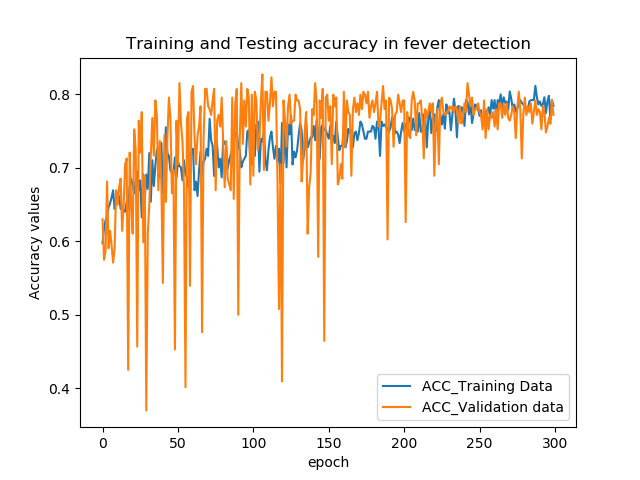 Training and Testing accuracy in fever detection
Accuracy values
0.8
0.7
0.6
0.5
0.4
ACC_Training Data
ACC_Validation data
0 50 100 150 200 250 300
epoch